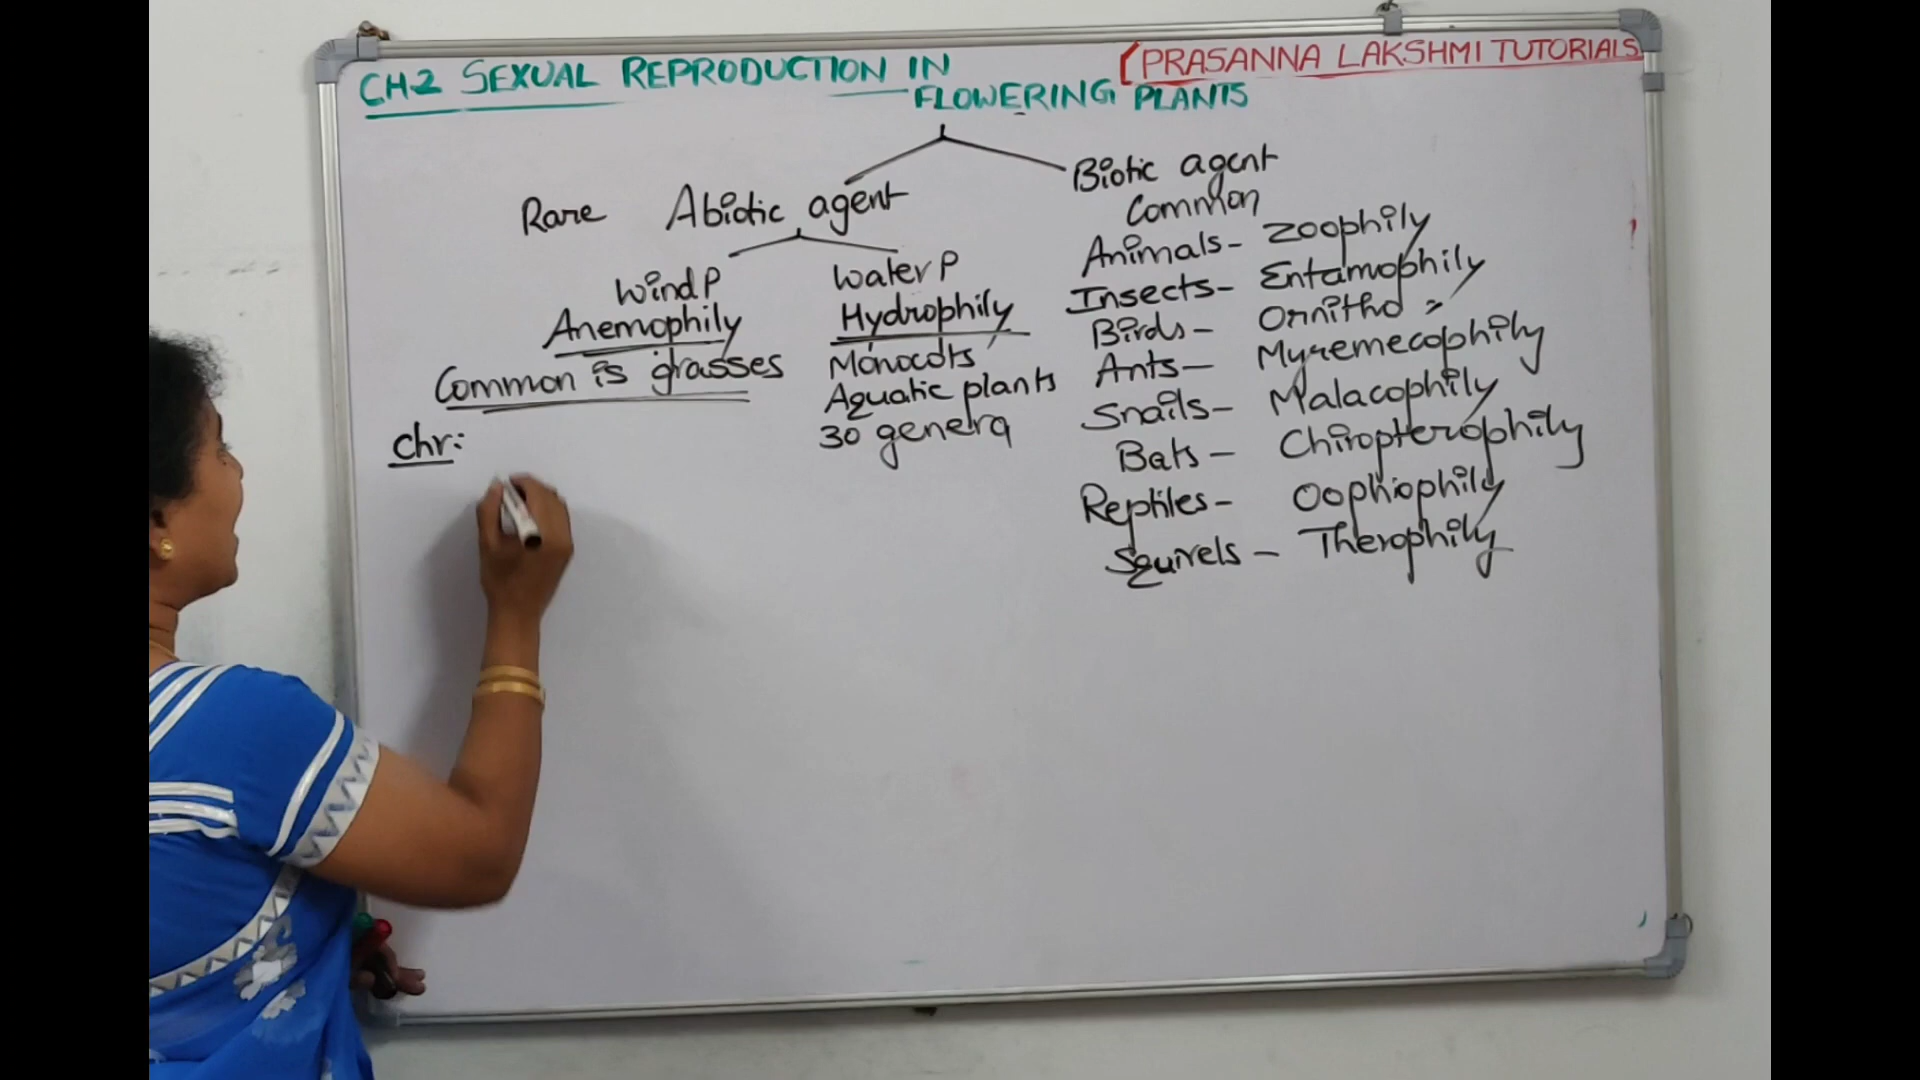 CH-2 SEXUAL REPRODUCTION IN
FLOWERING PLANTS
PRASANNA LAKSHMI TUTORIALS
Rare Abiotic agent
Wind P
Anemophily
Common is grasses
Chr:
Water P
Hydrophily
Monocots
Aquatic plants
30 genera
Biotic agent
Common
Animals - Zoophily
Insects - Entamophily
Birds - Ornitho "
Ants - Myremecophily
Snails - Malacophily
Bats - Chiropterophily
Reptiles - Oophiophily
Squirels - Therophily